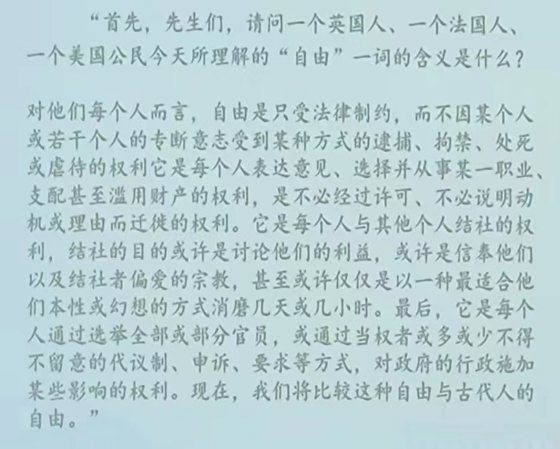 “首先，先生们，请问一个英国人、一个法国人、
一个美国公民今天所理解的“自由”一词的含义是什么？
对他们每个人而言，自由是只受法律制约，而不因某个人
或若干个人的专断意志受到某种方式的逮捕、拘禁、处死
或虐待的权利它是每个人表达意见、选择并从事某一职业、
支配甚至滥用财产的权利，是不必经过许可、不必说明动
机或理由而迁徙的权利。它是每个人与其他个人结社的权
利，结社的目的或许是讨论他们的利益，或许是信奉他们
以及结社者偏爱的宗教，甚至或许仅仅是以一种最适合他
们本性或幻想的方式消磨几天或几小时。最后，它是每个
人通过选举全部或部分官员，或通过当权者或多或少不得
不留意的代议制、申诉、要求等方式，对政府的行政施加
某些影响的权利。现在，我们将比较这种自由与古代人的
自由。”